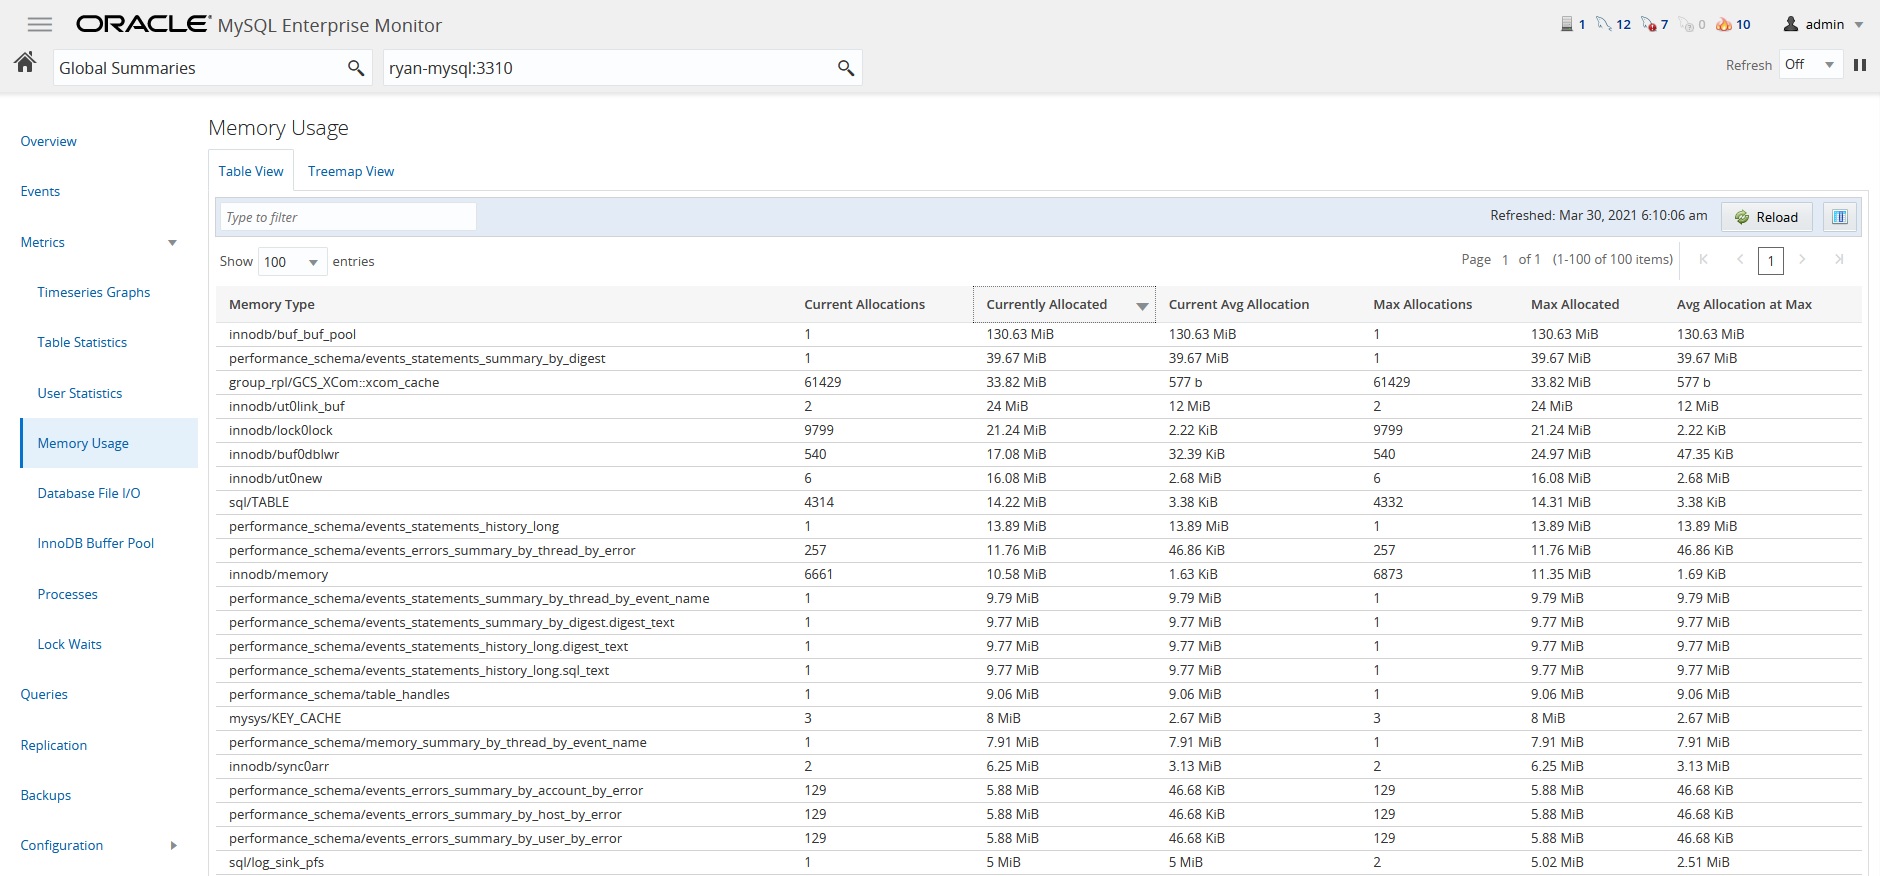 ORACLE MySQL Enterprise Monitor 1 12 7 0 10 admin
Global Summaries ryan-mysql:3310 Refresh Off
Memory Usage
Overview
Events
Metrics
Timeseries Graphs
Table Statistics
User Statistics
Memory Usage
Database File I/O
InnoDB Buffer Pool
Processes
Lock Waits
Queries
Replication
Backups
Configuration
Table View Treemap View
Type to filter Refreshed: Mar 30, 2021 6:10:06 am Reload
Show 100 entries Page 1 of 1 (1-100 of 100 items) 1
Memory Type Current Allocations Currently Allocated Current Avg Allocation Max Allocations Max Allocated Avg Allocation at Max
innodb/buf_buf_pool 1 130.63 MiB 130.63 MiB 1 130.63 MiB 130.63 MiB
performance_schema/events_statements_summary_by_digest 1 39.67 MiB 39.67 MiB 1 39.67 MiB 39.67 MiB
group_rpl/GCS_XCom::xcom_cache 61429 33.82 MiB 577 b 61429 33.82 MiB 577 b
innodb/ut0link_buf 2 24 MiB 12 MiB 2 24 MiB 12 MiB
innodb/lock0lock 9799 21.24 MiB 2.22 KiB 9799 21.24 MiB 2.22 KiB
innodb/buf0dblwr 540 17.08 MiB 32.39 KiB 540 24.97 MiB 47.35 KiB
innodb/ut0new 6 16.08 MiB 2.68 MiB 6 16.08 MiB 2.68 MiB
sql/TABLE 4314 14.22 MiB 3.38 KiB 4332 14.31 MiB 3.38 KiB
performance_schema/events_statements_history_long 1 13.89 MiB 13.89 MiB 1 13.89 MiB 13.89 MiB
performance_schema/events_errors_summary_by_thread_by_error 257 11.76 MiB 46.86 KiB 257 11.76 MiB 46.86 KiB
innodb/memory 6661 10.58 MiB 1.63 KiB 6873 11.35 MiB 1.69 KiB
performance_schema/events_statements_summary_by_thread_by_event_name 1 9.79 MiB 9.79 MiB 1 9.79 MiB 9.79 MiB
performance_schema/events_statements_summary_by_digest.digest_text 1 9.77 MiB 9.77 MiB 1 9.77 MiB 9.77 MiB
performance_schema/events_statements_history_long.digest_text 1 9.77 MiB 9.77 MiB 1 9.77 MiB 9.77 MiB
performance_schema/events_statements_history_long.sql_text 1 9.77 MiB 9.77 MiB 1 9.77 MiB 9.77 MiB
performance_schema/table_handles 1 9.06 MiB 9.06 MiB 1 9.06 MiB 9.06 MiB
mysys/KEY_CACHE 3 8 MiB 2.67 MiB 3 8 MiB 2.67 MiB
performance_schema/memory_summary_by_thread_by_event_name 1 7.91 MiB 7.91 MiB 1 7.91 MiB 7.91 MiB
innodb/sync0arr 2 6.25 MiB 3.13 MiB 2 6.25 MiB 3.13 MiB
performance_schema/events_errors_summary_by_account_by_error 129 5.88 MiB 46.68 KiB 129 5.88 MiB 46.68 KiB
performance_schema/events_errors_summary_by_host_by_error 129 5.88 MiB 46.68 KiB 129 5.88 MiB 46.68 KiB
performance_schema/events_errors_summary_by_user_by_error 129 5.88 MiB 46.68 KiB 129 5.88 MiB 46.68 KiB
sql/log_sink_pfs 1 5 MiB 5 MiB 2 5.02 MiB 2.51 MiB